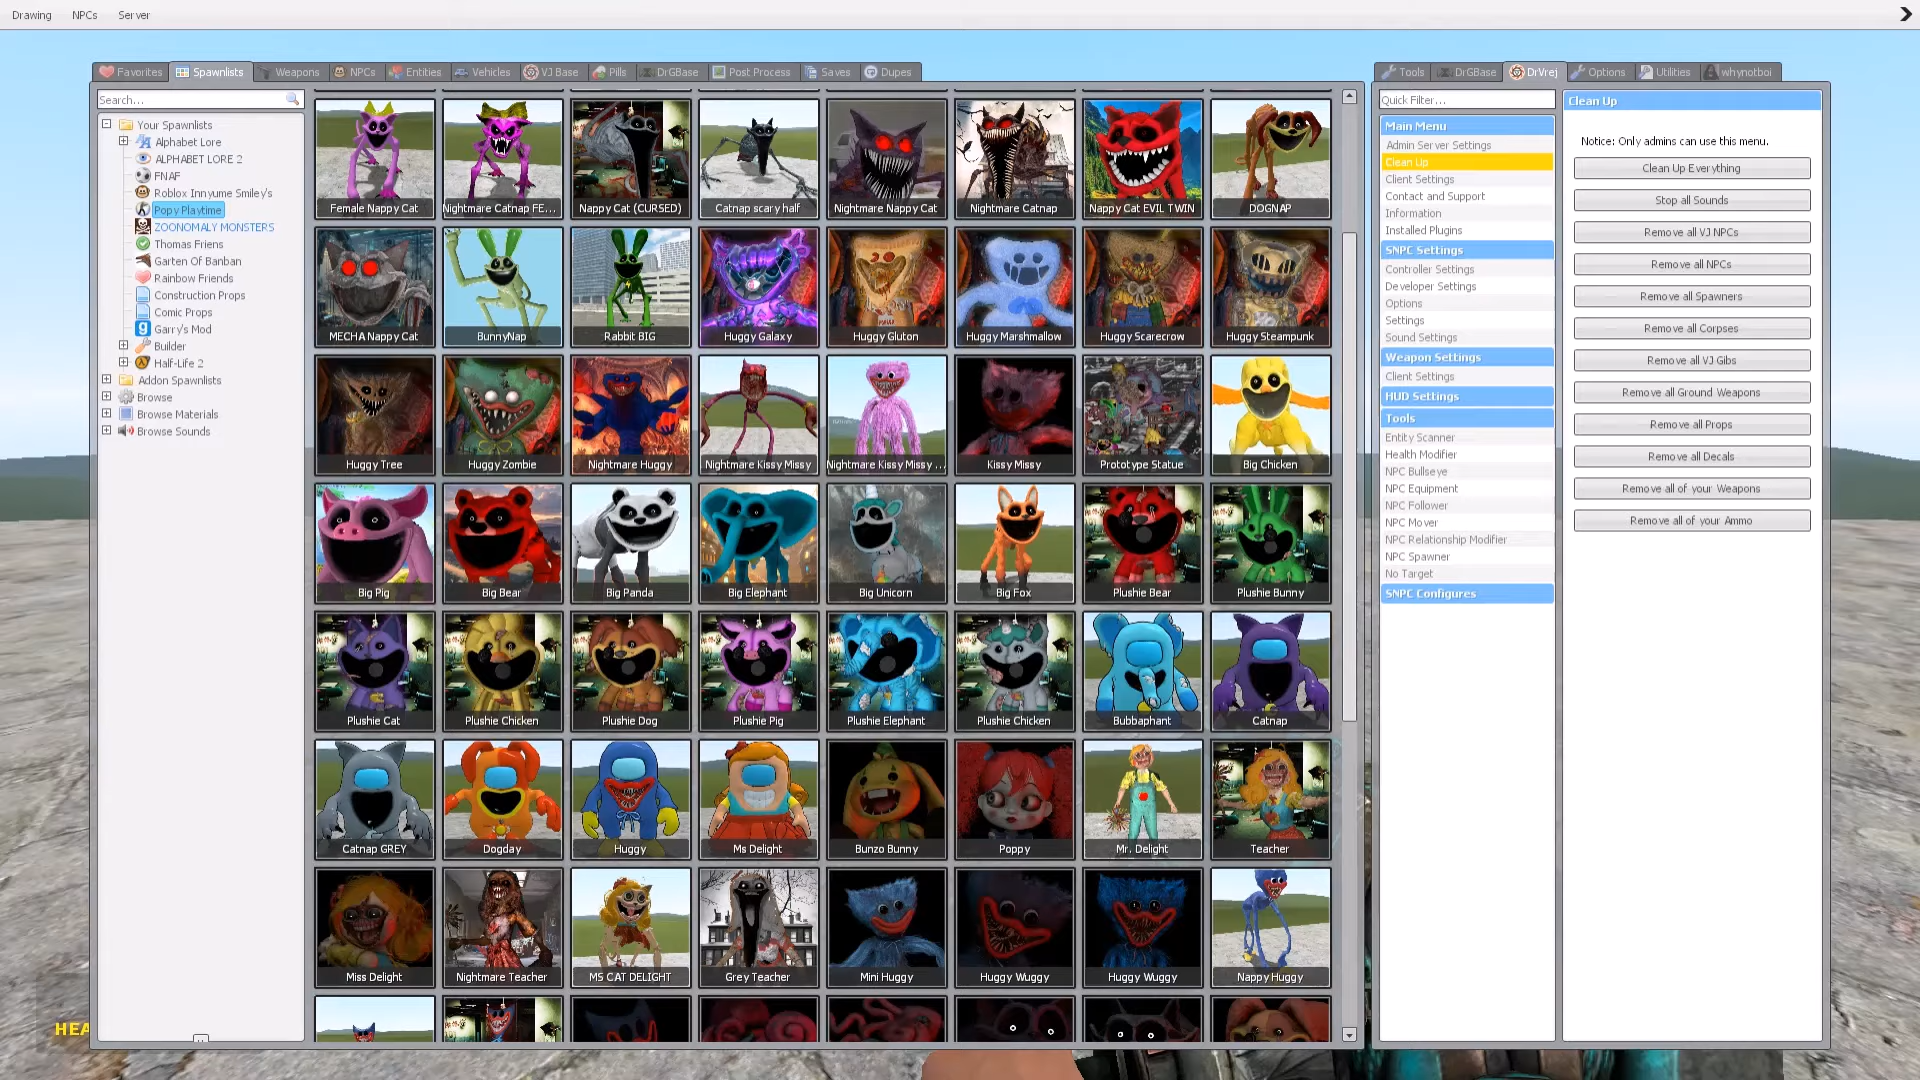 Drawing NPCs Server
Favorites Spawnlists Weapons NPCs Entities Vehicles VJ Base Pills DrGBase Post Process Saves Dupes
Tools DrGBase DrVrej Options Utilities whynotboi
Search...
Your Spawnlists
Alphabet Lore
ALPHABET LORE 2
FNAF
Roblox Innyume Smiley's
Popy Playtime
ZOONOMALY MONSTERS
Thomas Friens
Garten Of Banban
Rainbow Friends
Construction Props
Comic Props
Garry's Mod
Builder
Half-Life 2
Addon Spawnlists
Browse
Browse Materials
Browse Sounds
Female Nappy Cat
Nightmare Catnap FE...
Nappy Cat (CURSED)
Catnap scary half
Nightmare Nappy Cat
Nightmare Catnap
Nappy Cat EVIL TWIN
DOGNAP
MECHA Nappy Cat
BunnyNap
Rabbit BIG
Huggy Galaxy
Huggy Gluton
Huggy Marshmallow
Huggy Scarecrow
Huggy Steampunk
Huggy Tree
Huggy Zombie
Nightmare Huggy
Nightmare Kissy Missy
Nightmare Kissy Missy ...
Kissy Missy
Prototype Statue
Big Chicken
Big Pig
Big Bear
Big Panda
Big Elephant
Big Unicorn
Big Fox
Plushie Bear
Plushie Bunny
Plushie Cat
Plushie Chicken
Plushie Dog
Plushie Pig
Plushie Elephant
Plushie Chicken
Bubbaphant
Catnap
Catnap GREY
Dogday
Huggy
Ms Delight
Bunzo Bunny
Poppy
Mr. Delight
Teacher
Miss Delight
Nightmare Teacher
MS CAT DELIGHT
Grey Teacher
Mini Huggy
Huggy Wuggy
Huggy Wuggy
Nappy Huggy
HEA
Quick Filter...
Main Menu
Admin Server Settings
Clean Up
Client Settings
Contact and Support
Information
Installed Plugins
SNPC Settings
Controller Settings
Developer Settings
Options
Settings
Sound Settings
Weapon Settings
Client Settings
HUD Settings
Tools
Entity Scanner
Health Modifier
NPC Bullseye
NPC Equipment
NPC Follower
NPC Mover
NPC Relationship Modifier
NPC Spawner
No Target
SNPC Configures
Clean Up
Notice: Only admins can use this menu.
Clean Up Everything
Stop all Sounds
Remove all VJ NPCs
Remove all NPCs
Remove all Spawners
Remove all Corpses
Remove all VJ Gibs
Remove all Ground Weapons
Remove all Props
Remove all Decals
Remove all of your Weapons
Remove all of your Ammo